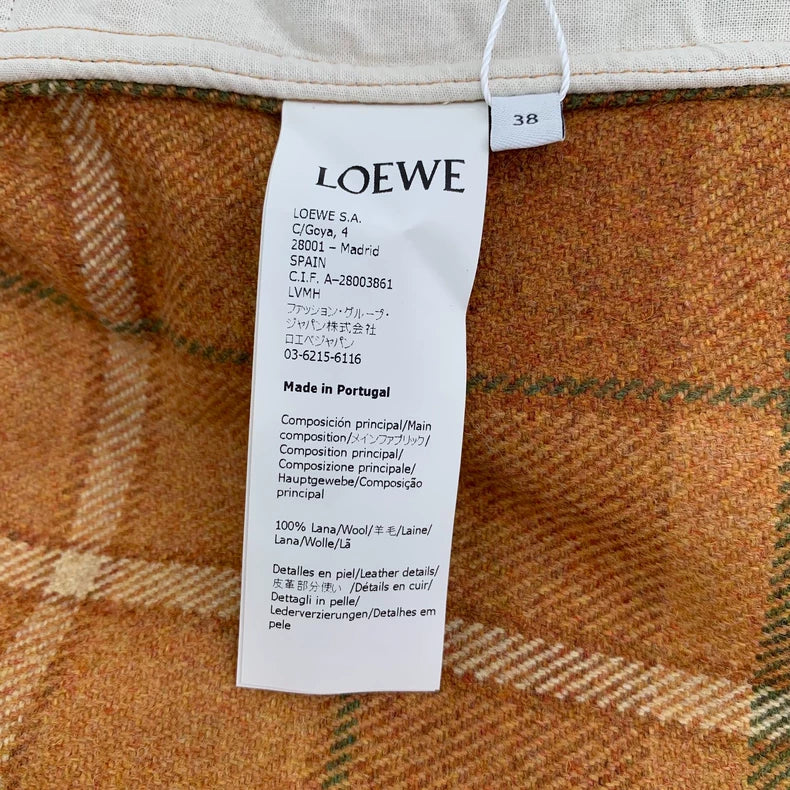 38
LOEWE
LOEWE S.A.
C/Goya, 4
28001 – Madrid
SPAIN
C.I.F. A–28003861
LVMH
ファッション・グループ・
ジャパン株式会社
ロエベジャパン
03-6215-6116
Made in Portugal
Composición principal/Main
composition/メインファブリック/
Composition principal/
Composizione principale/
Hauptgewebe/Composição
principal
100% Lana/Wool/羊毛/Laine/
Lana/Wolle/Lã
Detalles en piel/Leather details/
皮革部分使い /Détails en cuir/
Dettagli in pelle/
Lederverzierungen/Detalhes em
pele